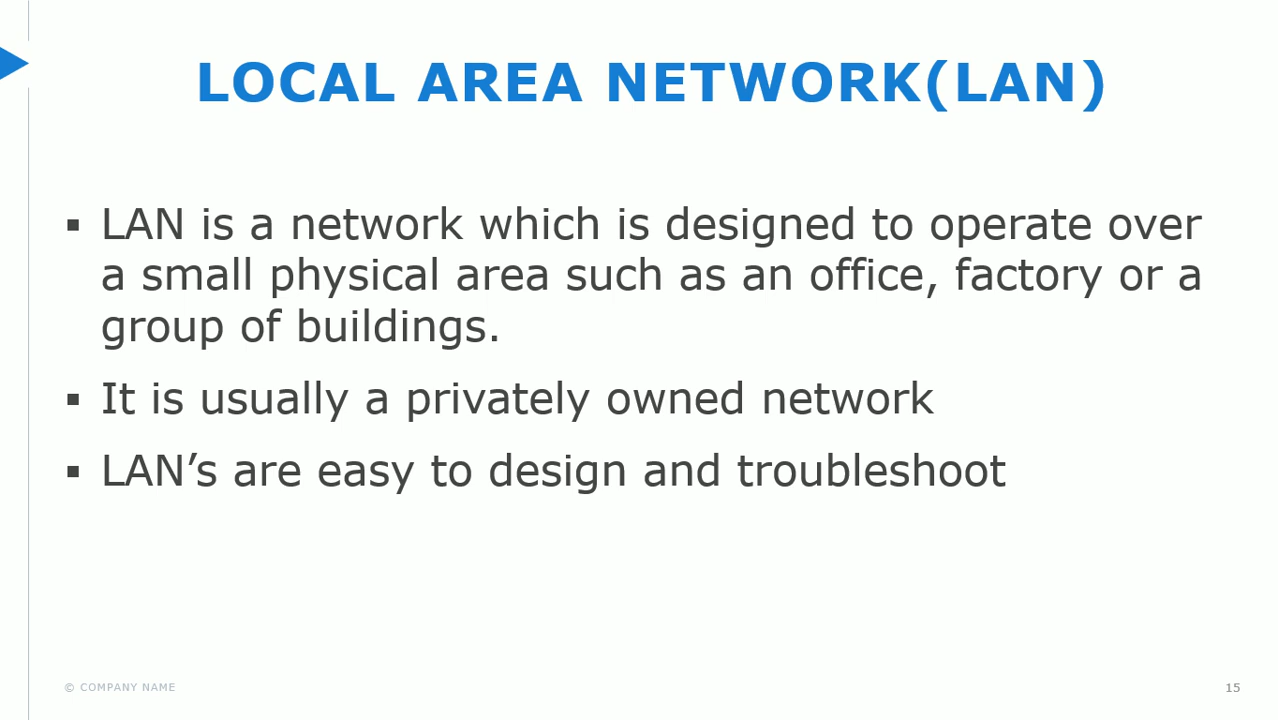 LOCAL AREA NETWORK(LAN)
▪ LAN is a network which is designed to operate over
a small physical area such as an office, factory or a
group of buildings.
▪ It is usually a privately owned network
▪ LAN’s are easy to design and troubleshoot
© COMPANY NAME
15